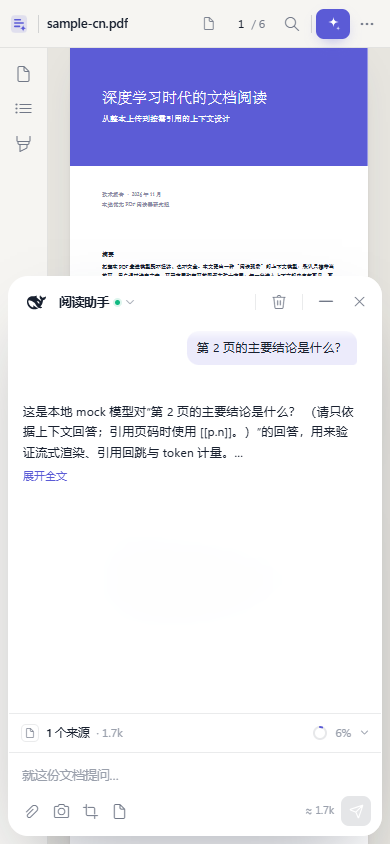 sample-cn.pdf
1 / 6
深度学习时代的文档阅读
从整本上传到按需引用的上下文设计
摘要
阅读助手
第 2 页的主要结论是什么？
这是本地 mock 模型对“第 2 页的主要结论是什么？ （请只依
据上下文回答；引用页码时使用 [[p.n]]。）”的回答，用来验
证流式渲染、引用回跳与 token 计量。...
展开全文
1 个来源 · 1.7k
6%
就这份文档提问...
≈ 1.7k